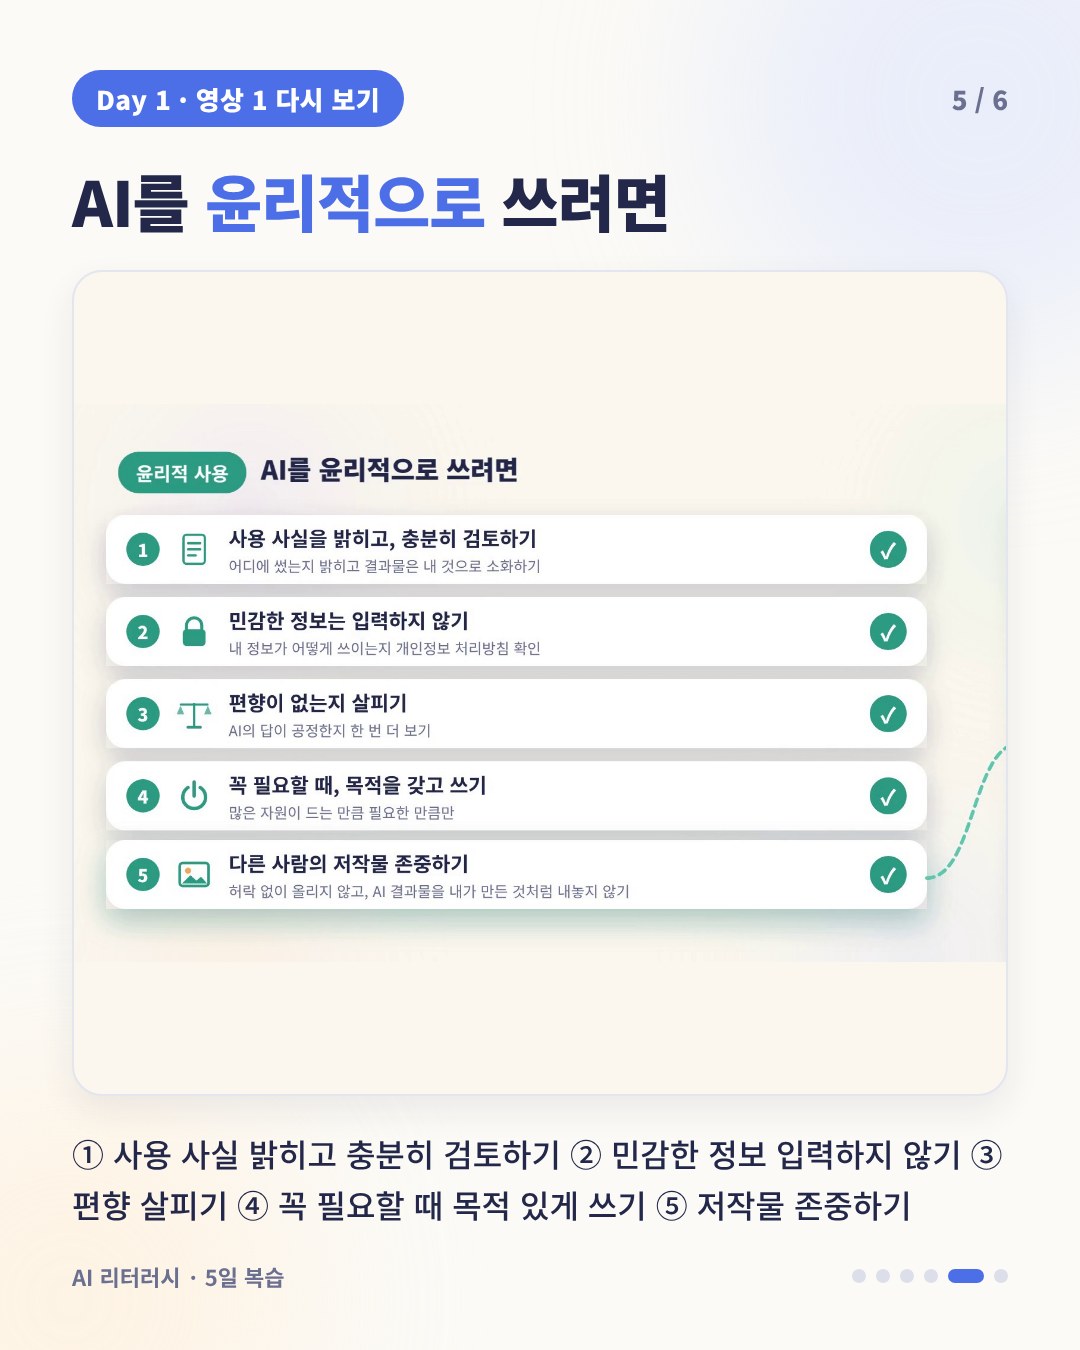 Day 1 · 영상 1 다시 보기
5 / 6
AI를 윤리적으로 쓰려면
윤리적 사용
AI를 윤리적으로 쓰려면
1
사용 사실을 밝히고, 충분히 검토하기
어디에 썼는지 밝히고 결과물은 내 것으로 소화하기
2
민감한 정보는 입력하지 않기
내 정보가 어떻게 쓰이는지 개인정보 처리방침 확인
3
편향이 없는지 살피기
AI의 답이 공정한지 한 번 더 보기
4
꼭 필요할 때, 목적을 갖고 쓰기
많은 자원이 드는 만큼 필요한 만큼만
5
다른 사람의 저작물 존중하기
허락 없이 올리지 않고, AI 결과물을 내가 만든 것처럼 내놓지 않기
① 사용 사실 밝히고 충분히 검토하기 ② 민감한 정보 입력하지 않기 ③
편향 살피기 ④ 꼭 필요할 때 목적 있게 쓰기 ⑤ 저작물 존중하기
AI 리터러시 · 5일 복습